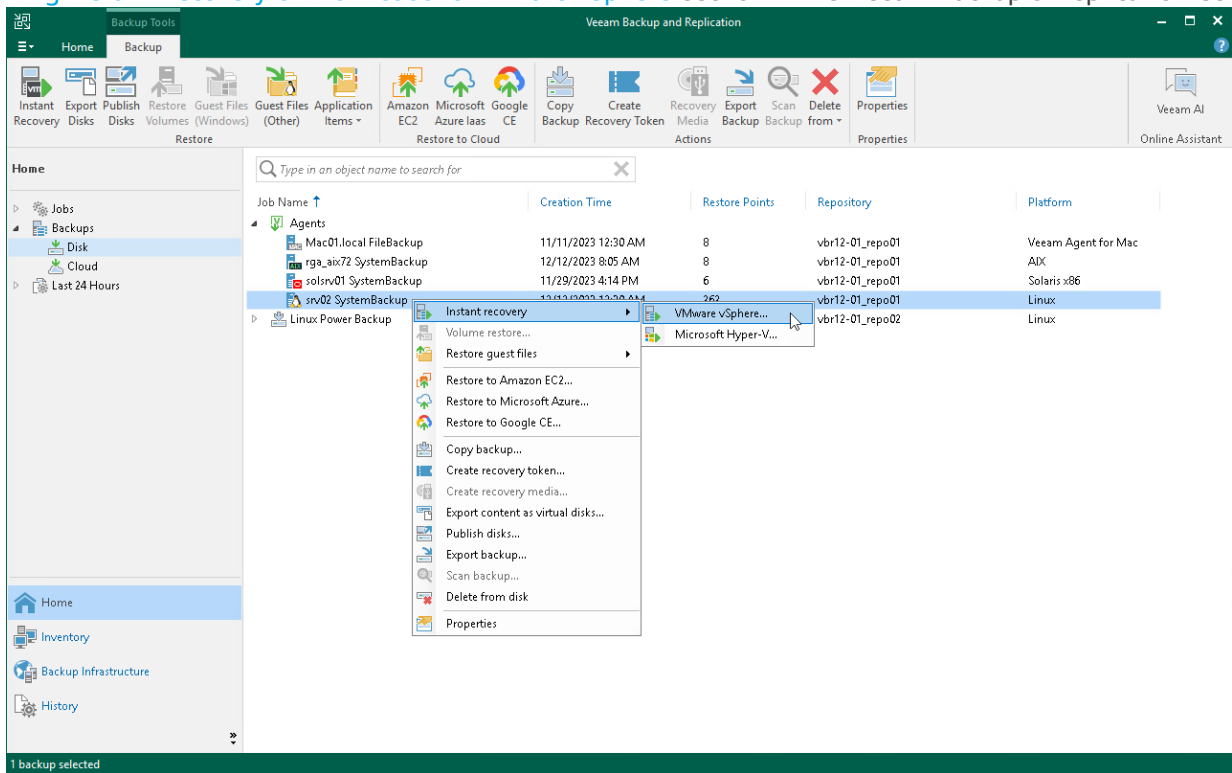 Backup Tools
Veeam Backup and Replication
Home Backup
Instant Recovery
Export Disks
Publish Disks
Restore Volumes
Guest Files (Windows)
Guest Files (Other)
Application Items
Amazon EC2
Microsoft Azure Iaas
Google CE
Copy Backup
Create Recovery Token
Recovery Media
Export Backup
Scan Backup
Delete from
Properties
Veeam AI
Restore
Restore to Cloud
Actions
Properties
Online Assistant
Home
Jobs
Backups
Disk
Cloud
Last 24 Hours
Type in an object name to search for
Job Name Creation Time Restore Points Repository Platform
Agents
Mac01.local FileBackup 11/11/2023 12:30 AM 8 vbr12-01_repo01 Veeam Agent for Mac
rga_aix72 SystemBackup 12/12/2023 8:05 AM 8 vbr12-01_repo01 AIX
solsrv01 SystemBackup 11/29/2023 4:14 PM 6 vbr12-01_repo01 Solaris x86
srv02 SystemBackup vbr12-01_repo01 Linux
Linux Power Backup vbr12-01_repo02 Linux
Instant recovery
VMware vSphere...
Microsoft Hyper-V...
Volume restore...
Restore guest files
Restore to Amazon EC2...
Restore to Microsoft Azure...
Restore to Google CE...
Copy backup...
Create recovery token...
Create recovery media...
Export content as virtual disks...
Publish disks...
Export backup...
Scan backup...
Delete from disk
Properties
Home
Inventory
Backup Infrastructure
History
1 backup selected